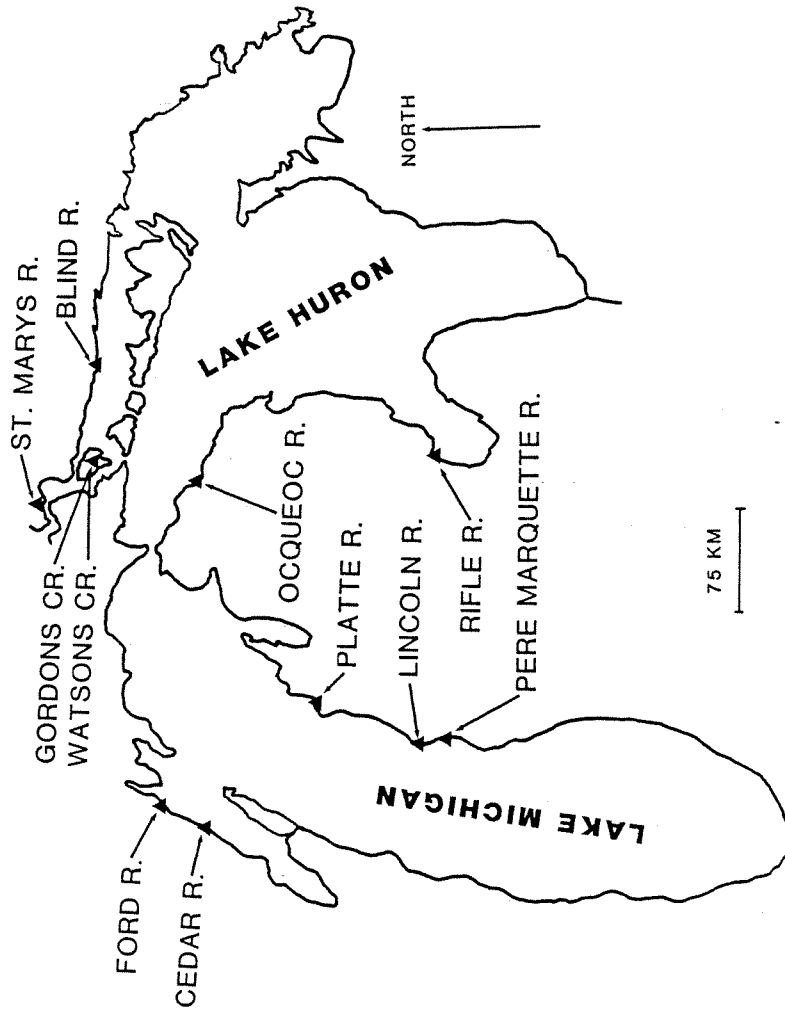 ST. MARYS R.
BLIND R.
GORDONS CR.
WATSONS CR.
NORTH
LAKE HURON
OCQUEOC R.
FORD R.
CEDAR R.
PLATTE R.
LINCOLN R.
RIFLE R.
PERE MARQUETTE R.
LAKE MICHIGAN
75 KM